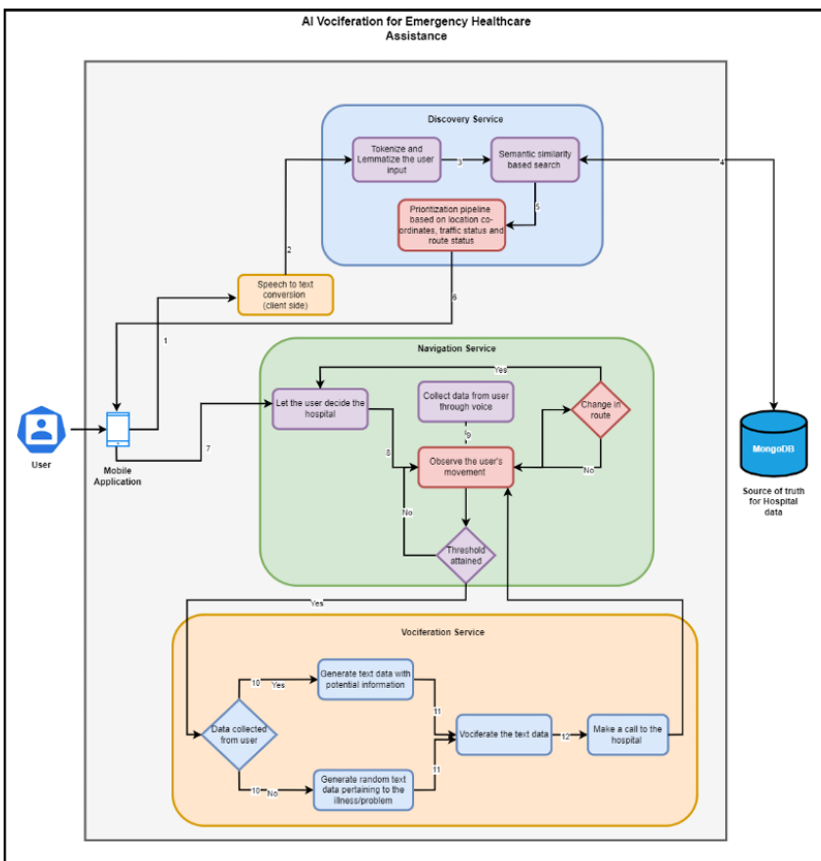 AI Vociferation for Emergency Healthcare
Assistance
Discovery Service
Tokenize and
Lemmatize the user
input
3
Semantic similarity
based search
4
5
Prioritization pipeline
based on location co-
ordinates, traffic status and
route status
2
6
Speech to text
conversion
(client side)
1
Navigation Service
Yes
Let the user decide the
hospital
Collect data from user
through voice
Change in
route
7
8
9
Observe the user's
movement
No
No
Threshold
attained
User
Mobile
Application
MongoDB
Source of truth
for Hospital
data
Yes
Vociferation Service
10
Yes
Generate text data with
potential information
11
Data collected
from user
Vociferate the text data
12
Make a call to the
hospital
11
10
No
Generate random text
data pertaining to the
illness/problem